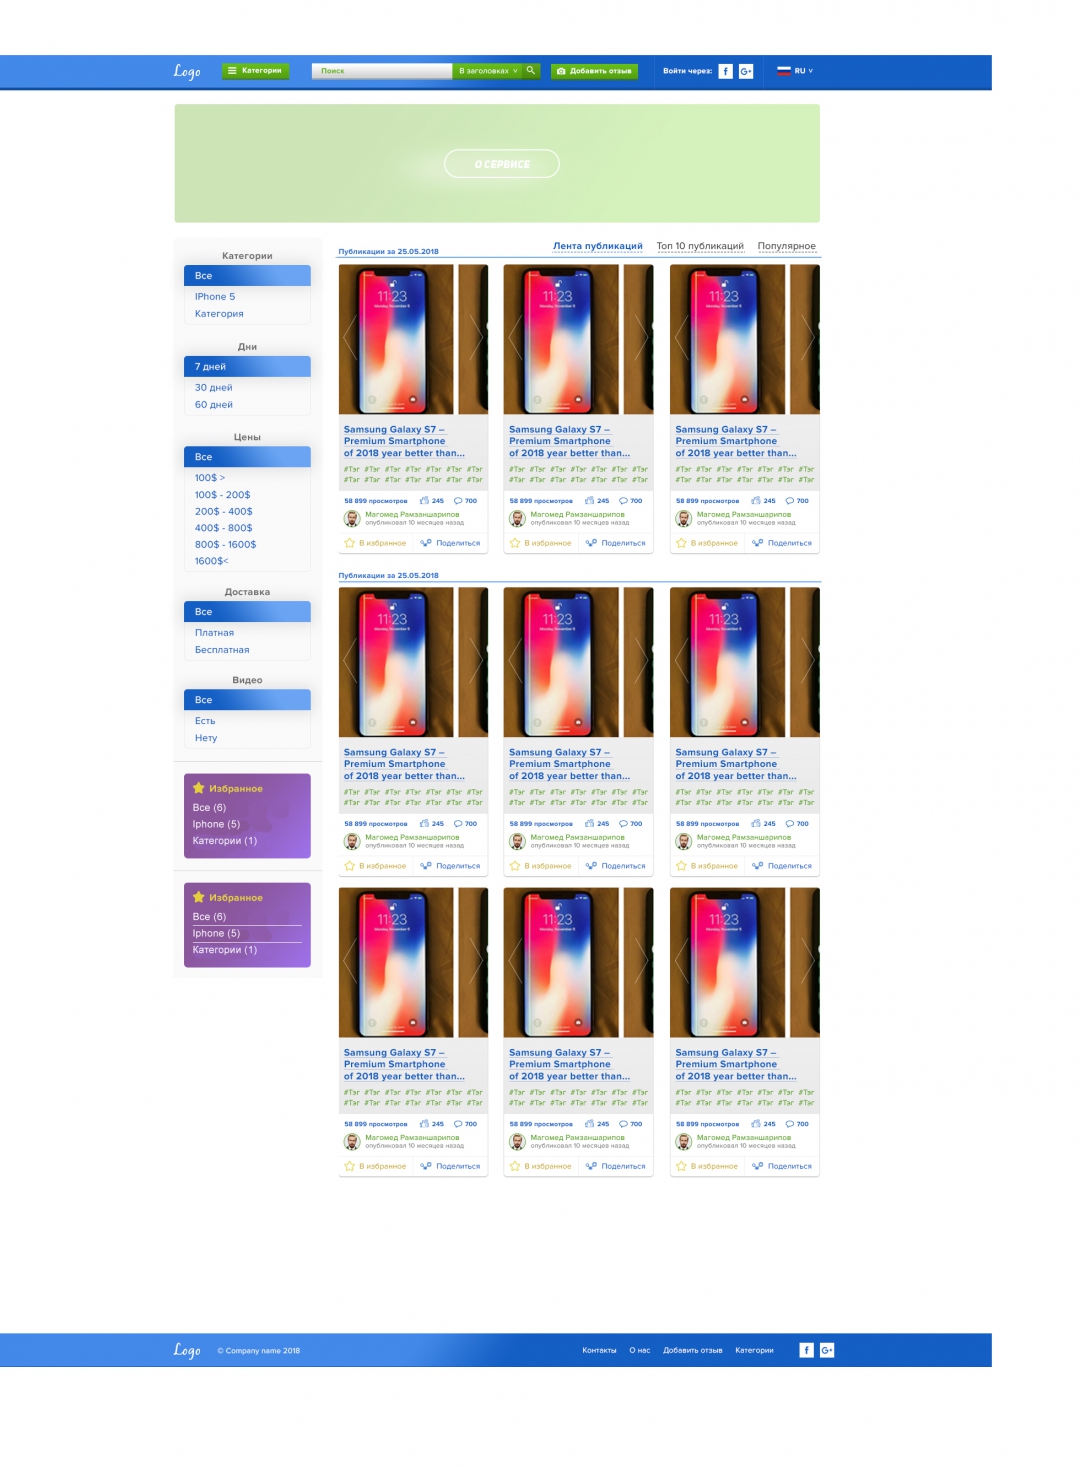 Logo
Категории
Поиск
В заголовках
Добавить отзыв
Войти через:
f
G+
RU
О СЕРВИСЕ
Категории
Все
IPhone 5
Категория
Дни
7 дней
30 дней
60 дней
Цены
Все
100$ >
100$ - 200$
200$ - 400$
400$ - 800$
800$ - 1600$
1600$<
Доставка
Все
Платная
Бесплатная
Видео
Все
Есть
Нету
Избранное
Все (6)
Iphone (5)
Категории (1)
Избранное
Все (6)
Iphone (5)
Категории (1)
Публикации за 25.05.2018
Лента публикаций
Топ 10 публикаций
Популярное
11:23
Samsung Galaxy S7 –
Premium Smartphone
of 2018 year better than...
#Тэг #Тэг #Тэг #Тэг #Тэг #Тэг #Тэг
#Тэг #Тэг #Тэг #Тэг #Тэг #Тэг #Тэг
58 899 просмотров 245 700
Магомед Рамзаншарипов
опубликовал 10 месяцев назад
В избранное Поделиться
11:23
Samsung Galaxy S7 –
Premium Smartphone
of 2018 year better than...
#Тэг #Тэг #Тэг #Тэг #Тэг #Тэг #Тэг
#Тэг #Тэг #Тэг #Тэг #Тэг #Тэг #Тэг
58 899 просмотров 245 700
Магомед Рамзаншарипов
опубликовал 10 месяцев назад
В избранное Поделиться
11:23
Samsung Galaxy S7 –
Premium Smartphone
of 2018 year better than...
#Тэг #Тэг #Тэг #Тэг #Тэг #Тэг #Тэг
#Тэг #Тэг #Тэг #Тэг #Тэг #Тэг #Тэг
58 899 просмотров 245 700
Магомед Рамзаншарипов
опубликовал 10 месяцев назад
В избранное Поделиться
Публикации за 25.05.2018
11:23
Samsung Galaxy S7 –
Premium Smartphone
of 2018 year better than...
#Тэг #Тэг #Тэг #Тэг #Тэг #Тэг #Тэг
#Тэг #Тэг #Тэг #Тэг #Тэг #Тэг #Тэг
58 899 просмотров 245 700
Магомед Рамзаншарипов
опубликовал 10 месяцев назад
В избранное Поделиться
11:23
Samsung Galaxy S7 –
Premium Smartphone
of 2018 year better than...
#Тэг #Тэг #Тэг #Тэг #Тэг #Тэг #Тэг
#Тэг #Тэг #Тэг #Тэг #Тэг #Тэг #Тэг
58 899 просмотров 245 700
Магомед Рамзаншарипов
опубликовал 10 месяцев назад
В избранное Поделиться
11:23
Samsung Galaxy S7 –
Premium Smartphone
of 2018 year better than...
#Тэг #Тэг #Тэг #Тэг #Тэг #Тэг #Тэг
#Тэг #Тэг #Тэг #Тэг #Тэг #Тэг #Тэг
58 899 просмотров 245 700
Магомед Рамзаншарипов
опубликовал 10 месяцев назад
В избранное Поделиться
11:23
Samsung Galaxy S7 –
Premium Smartphone
of 2018 year better than...
#Тэг #Тэг #Тэг #Тэг #Тэг #Тэг #Тэг
#Тэг #Тэг #Тэг #Тэг #Тэг #Тэг #Тэг
58 899 просмотров 245 700
Магомед Рамзаншарипов
опубликовал 10 месяцев назад
В избранное Поделиться
11:23
Samsung Galaxy S7 –
Premium Smartphone
of 2018 year better than...
#Тэг #Тэг #Тэг #Тэг #Тэг #Тэг #Тэг
#Тэг #Тэг #Тэг #Тэг #Тэг #Тэг #Тэг
58 899 просмотров 245 700
Магомед Рамзаншарипов
опубликовал 10 месяцев назад
В избранное Поделиться
11:23
Samsung Galaxy S7 –
Premium Smartphone
of 2018 year better than...
#Тэг #Тэг #Тэг #Тэг #Тэг #Тэг #Тэг
#Тэг #Тэг #Тэг #Тэг #Тэг #Тэг #Тэг
58 899 просмотров 245 700
Магомед Рамзаншарипов
опубликовал 10 месяцев назад
В избранное Поделиться
Logo
© Company name 2018
Контакты
О нас
Добавить отзыв
Категории
f
G+